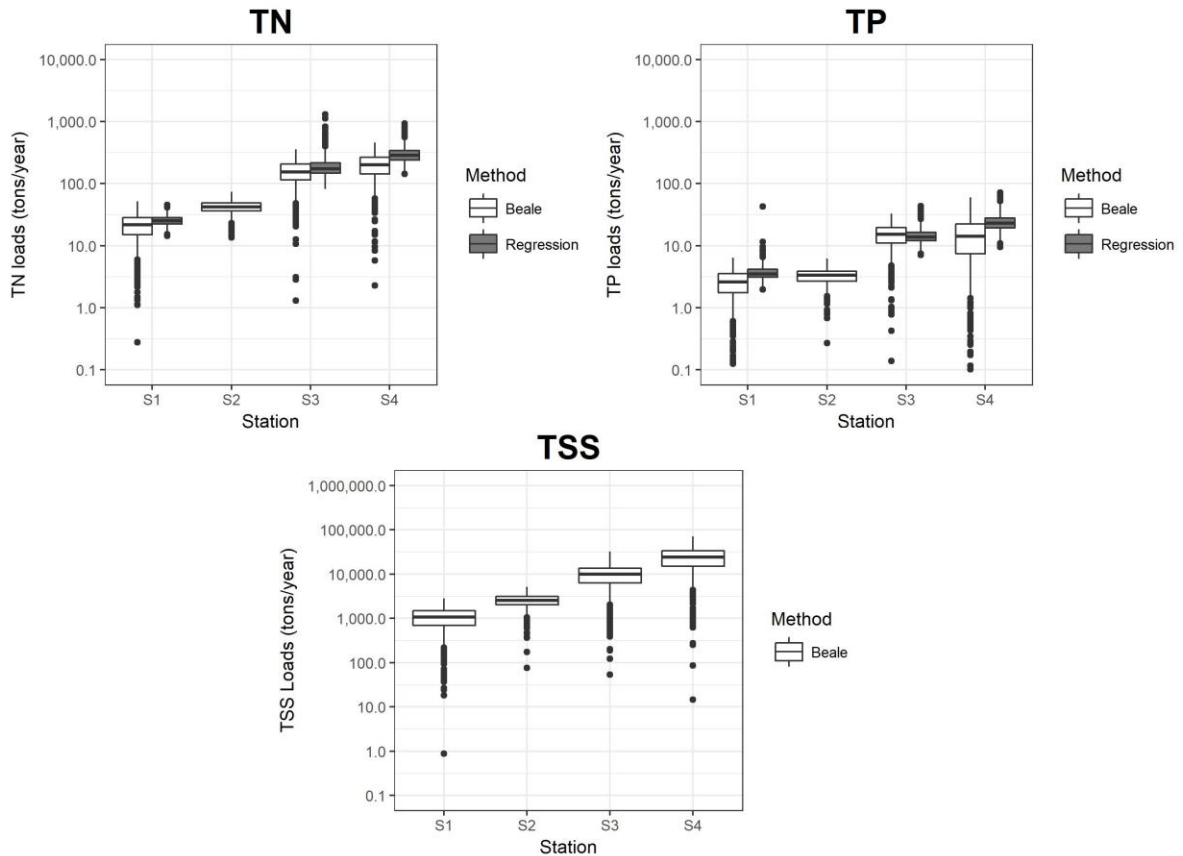 TN
10,000.0
1,000.0
100.0
10.0
1.0
0.1
TN loads (tons/year)
S1 S2 S3 S4
Station
Method
Beale
Regression
TP
10,000.0
1,000.0
100.0
10.0
1.0
0.1
TP loads (tons/year)
S1 S2 S3 S4
Station
Method
Beale
Regression
TSS
1,000,000.0
100,000.0
10,000.0
1,000.0
100.0
10.0
1.0
0.1
TSS Loads (tons/year)
S1 S2 S3 S4
Station
Method
Beale